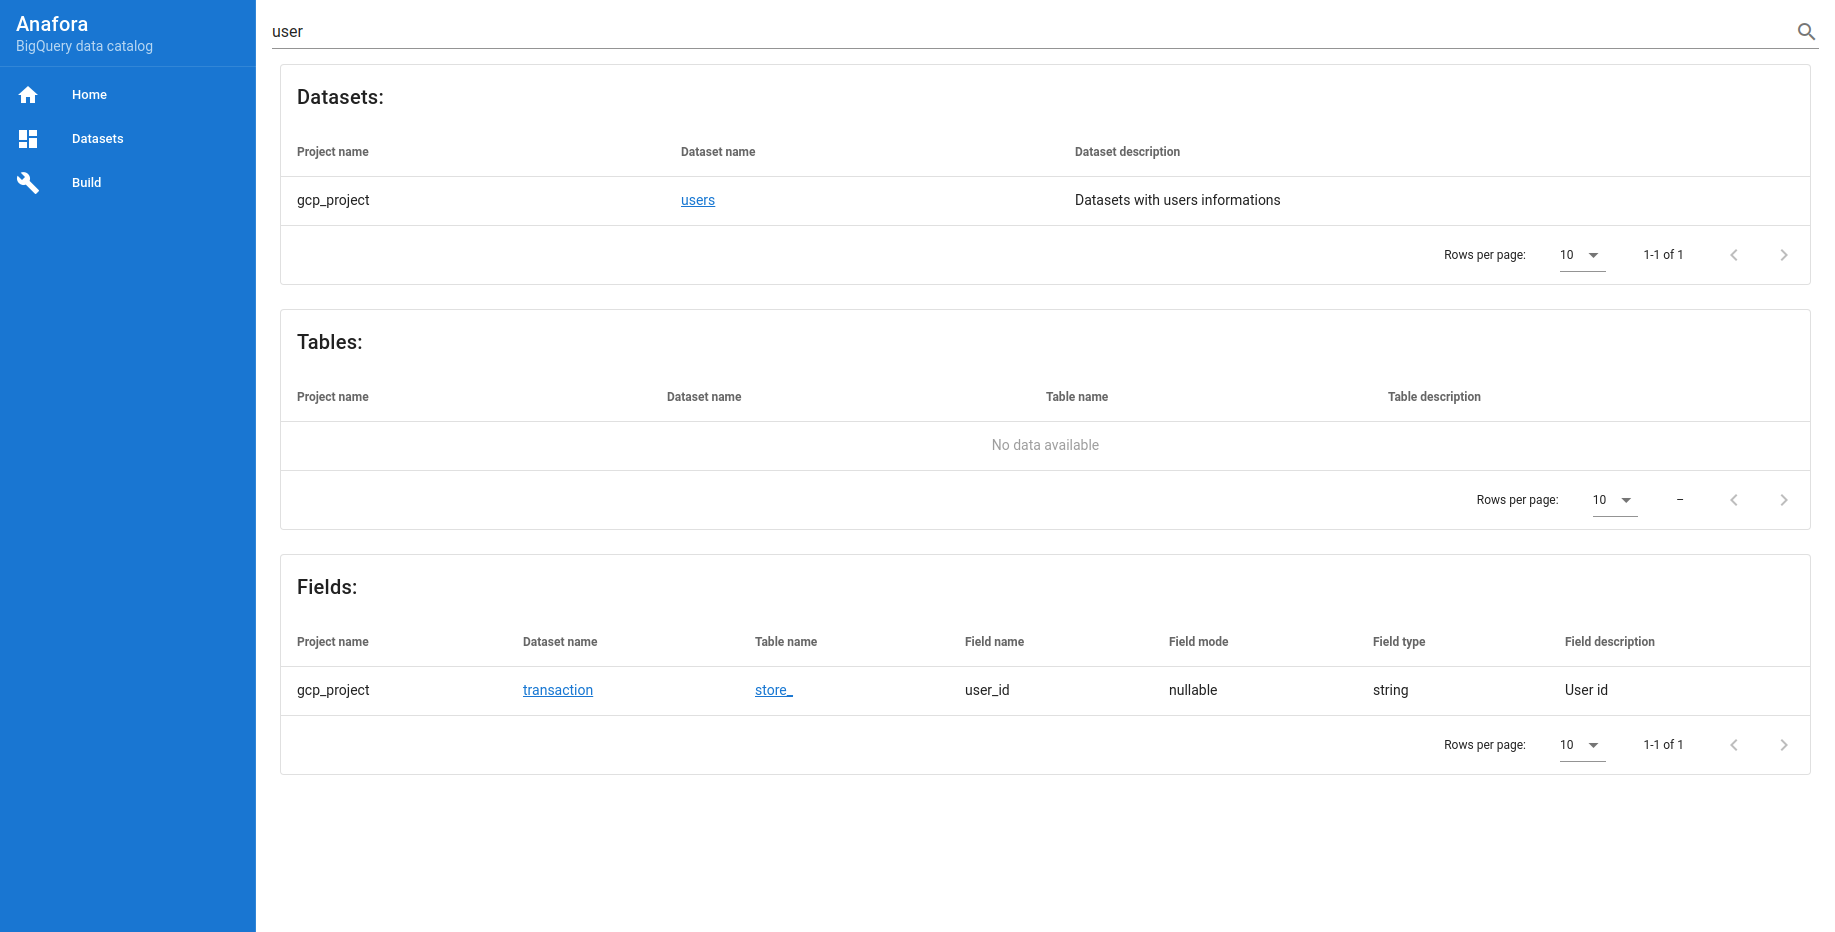 Anafora
BigQuery data catalog
Home
Datasets
Build
user
Datasets:
Project name Dataset name Dataset description
gcp_project users Datasets with users informations
Rows per page: 10 1-1 of 1
Tables:
Project name Dataset name Table name Table description
No data available
Rows per page: 10 –
Fields:
Project name Dataset name Table name Field name Field mode Field type Field description
gcp_project transaction store_ user_id nullable string User id
Rows per page: 10 1-1 of 1